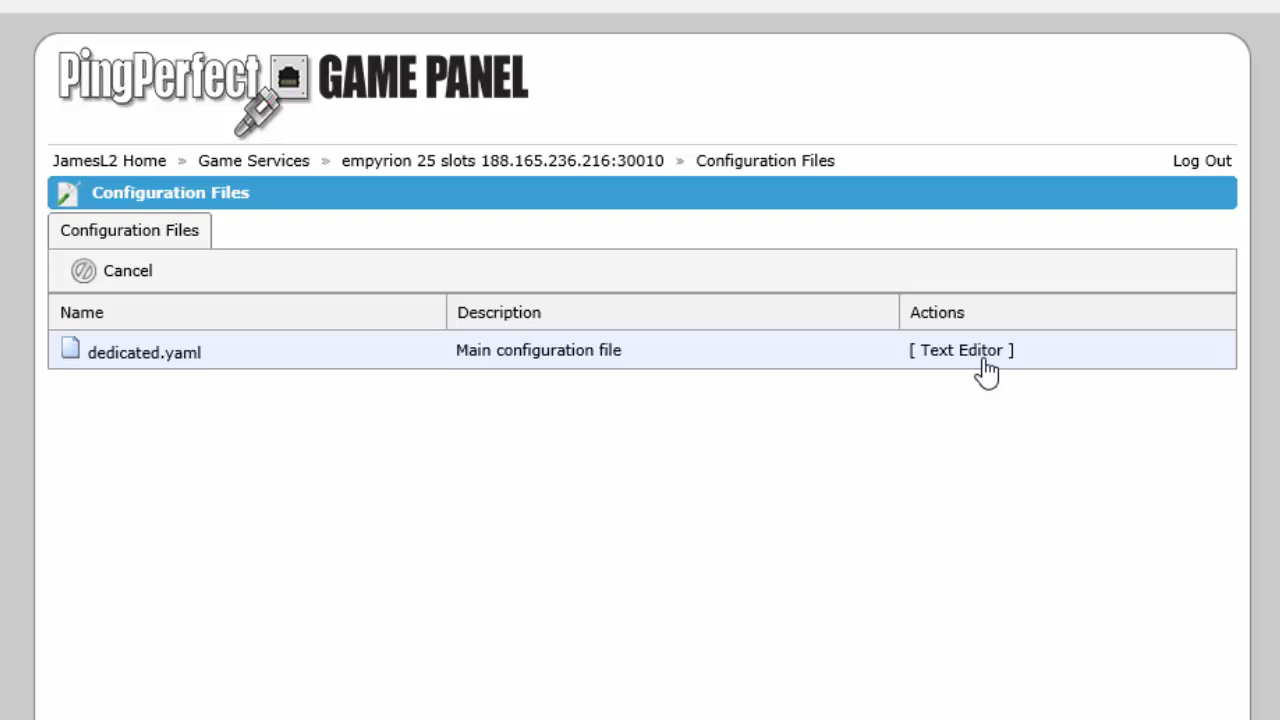 PingPerfect GAME PANEL
JamesL2 Home » Game Services » empyrion 25 slots 188.165.236.216:30010 » Configuration Files Log Out
Configuration Files
Configuration Files
Cancel
Name Description Actions
dedicated.yaml Main configuration file [ Text Editor ]